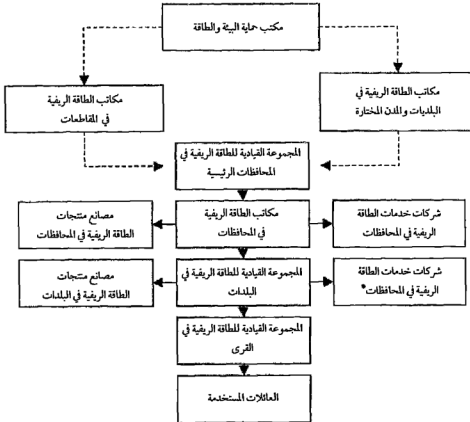 مكتب حماية البيئة والطاقة
مكاتب الطاقة الريفية في
البلديات والمدن المختارة
مكاتب الطاقة الريفية
في المقاطعات
المجموعة القيادية للطاقة الريفية في
المحافظات الرئيسية
شركات خدمات الطاقة
الريفية في المحافظات
مكاتب الطاقة الريفية
في المحافظات
مصانع منتجات
الطاقة الريفية في المحافظات
شركات خدمات الطاقة
الريفية في المحافظات*
المجموعة القيادية للطاقة الريفية في
البلدات
مصانع منتجات
الطاقة الريفية في البلدات
المجموعة القيادية للطاقة الريفية في
القرى
العائلات المستخدمة